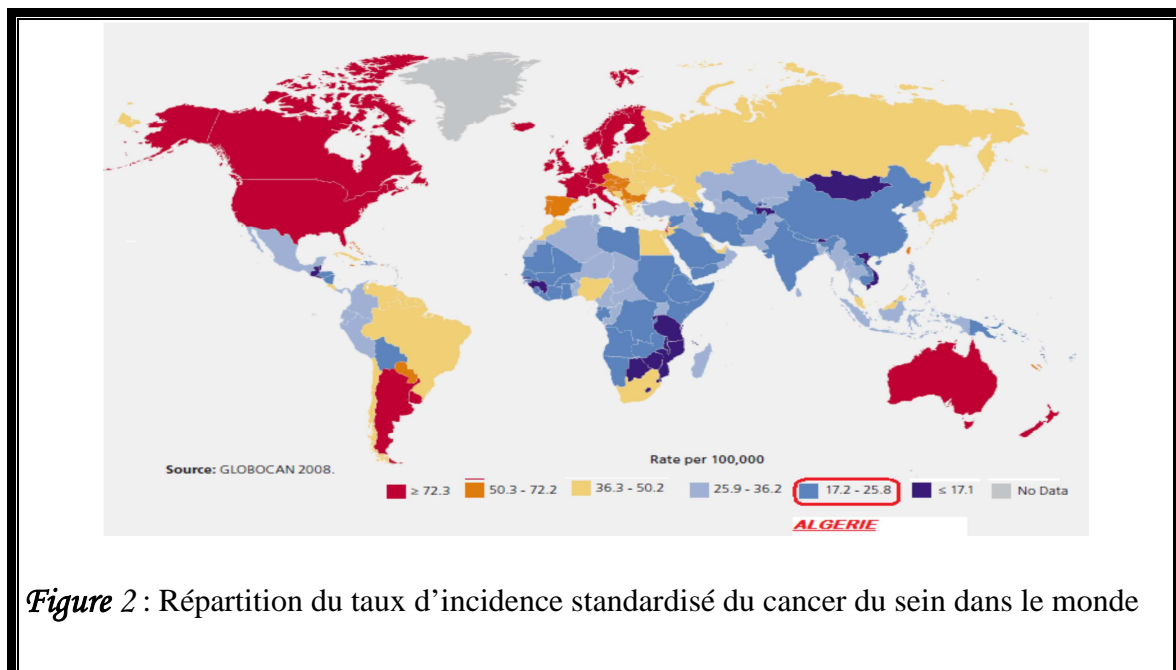 Source: GLOBOCAN 2008.
Rate per 100,000
≥ 72.3 50.3 - 72.2 36.3 - 50.2 25.9 - 36.2 17.2 - 25.8 ≤ 17.1 No Data
ALGERIE
Figure 2 : Répartition du taux d’incidence standardisé du cancer du sein dans le monde